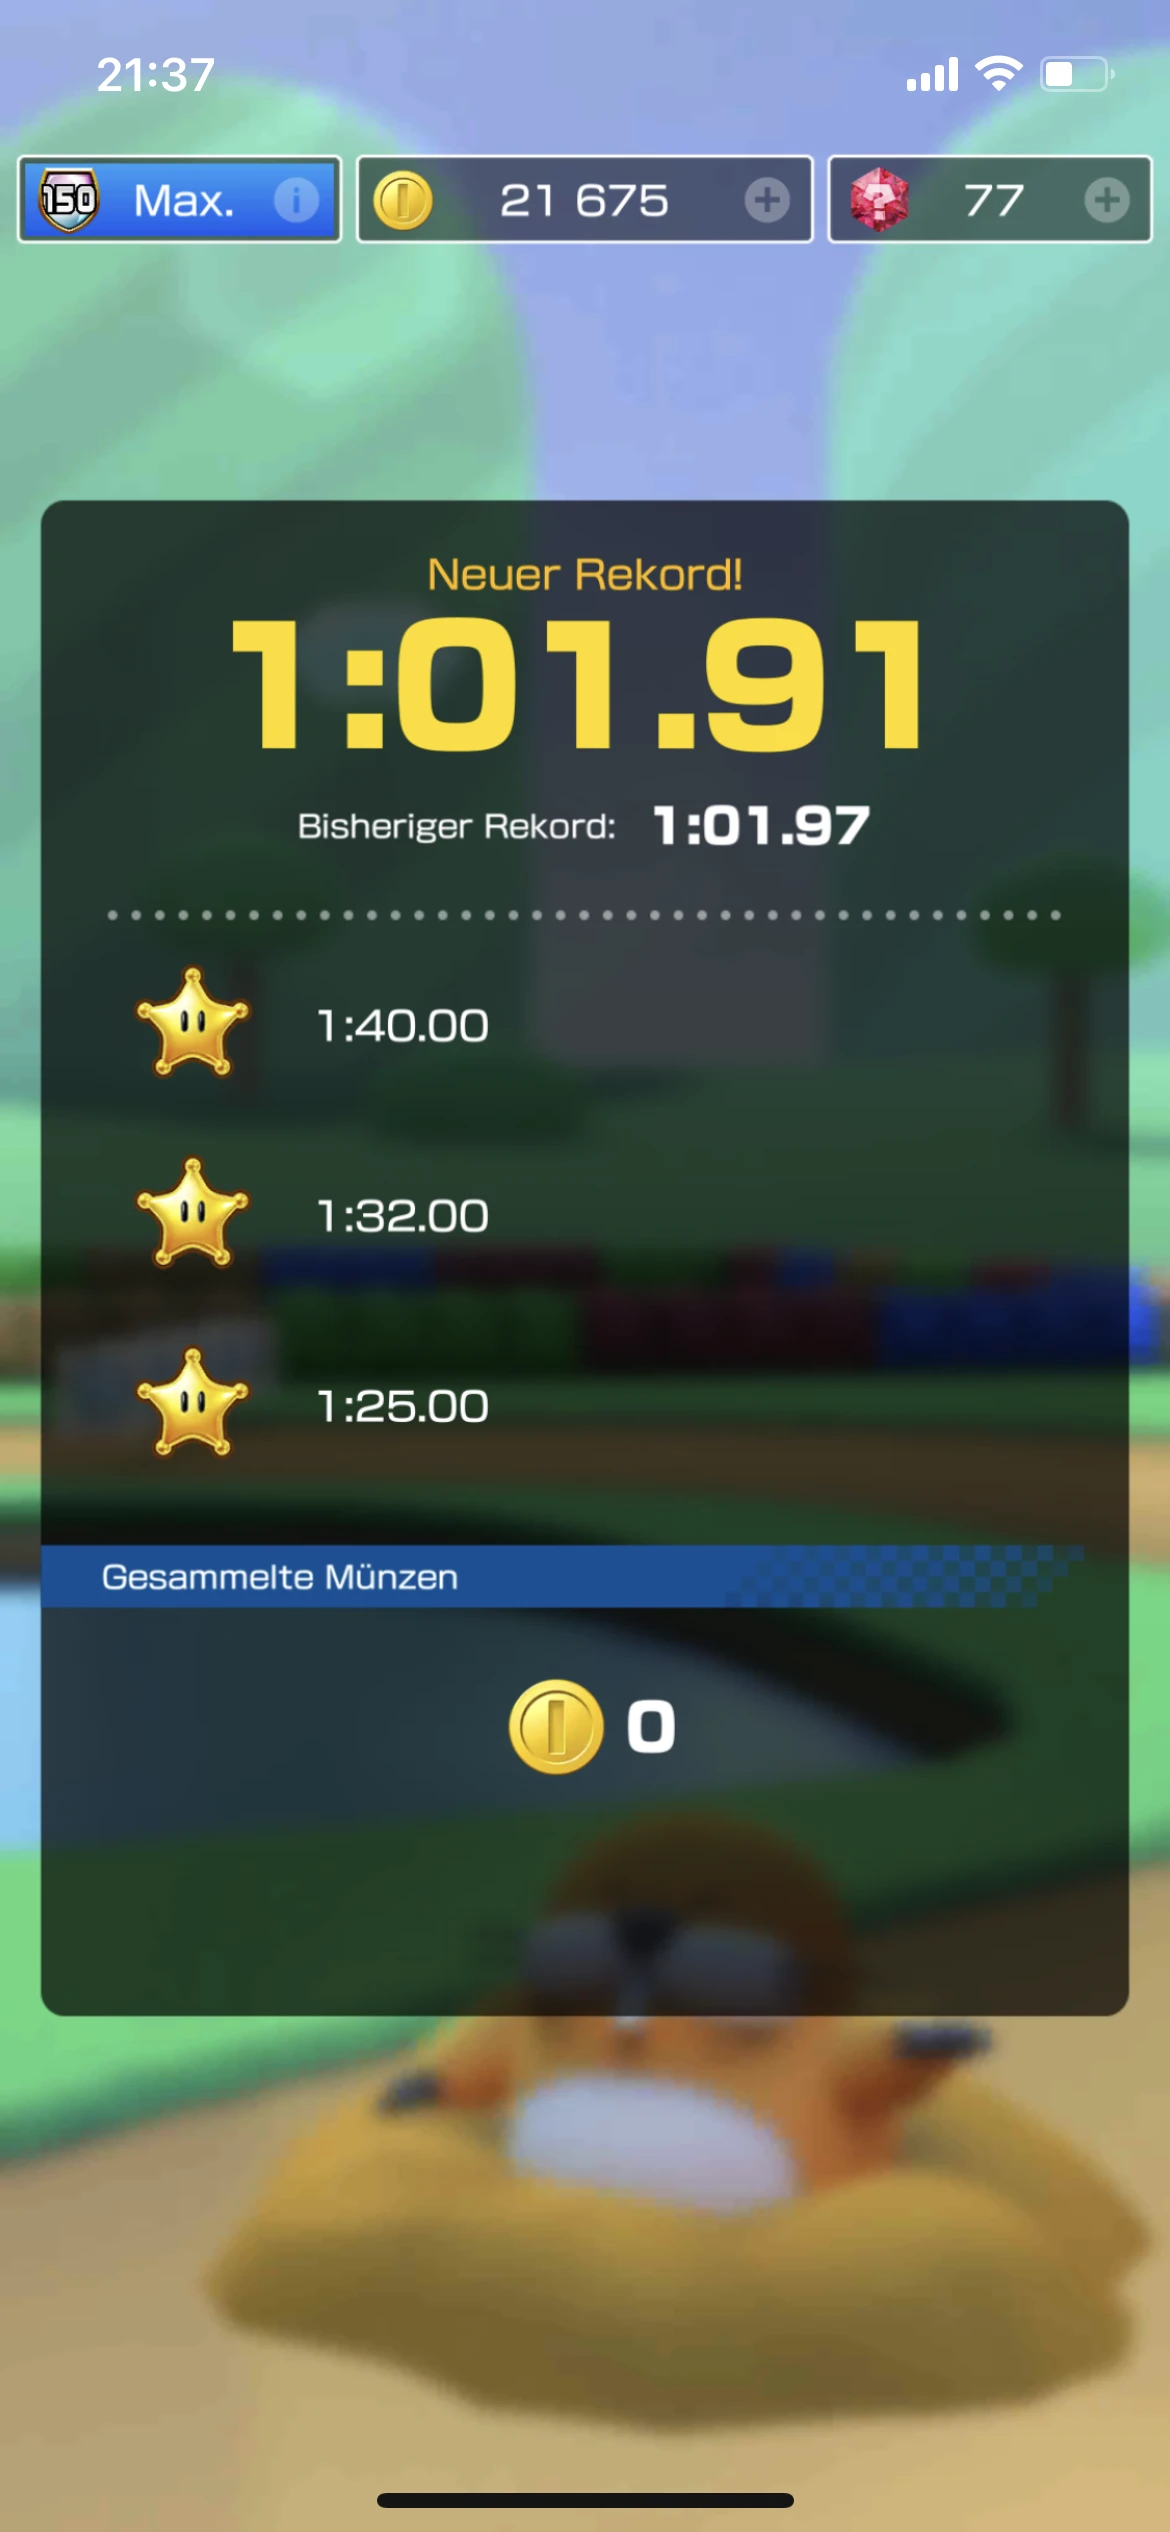 21:37
150 Max. i 21 675 + ? 77 +
Neuer Rekord!
1:01.91
Bisheriger Rekord: 1:01.97
1:40.00
1:32.00
1:25.00
Gesammelte Münzen
0